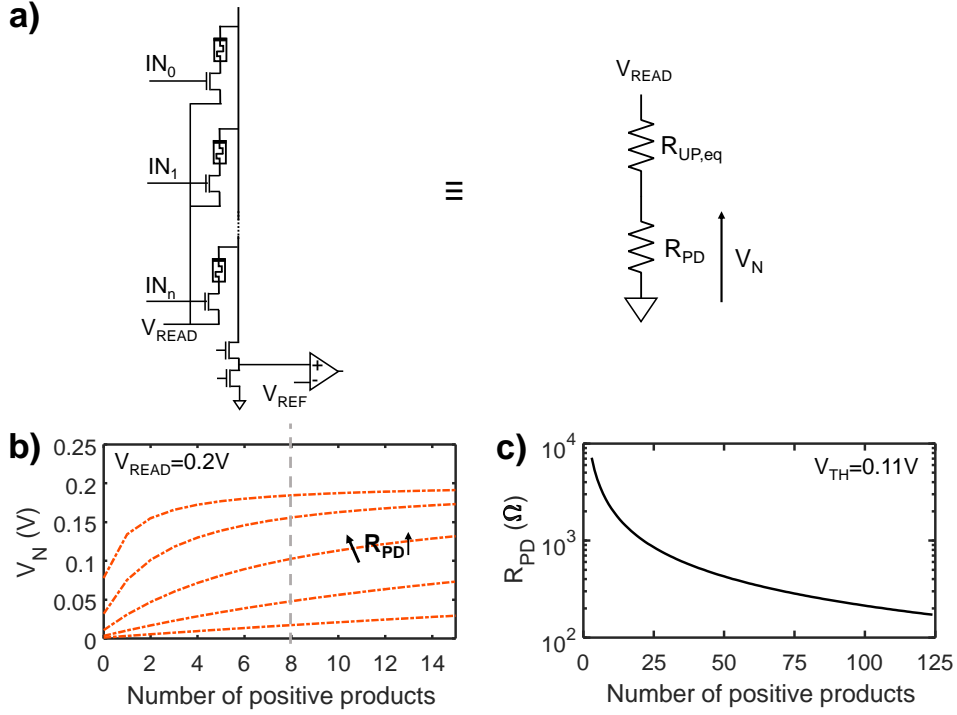 a)
IN0
IN1
INn
VREAD
VREF
+
-
≡
VREAD
RUP,eq
RPD
VN
b)
VREAD=0.2V
RPD
VN (V)
0.25
0.2
0.15
0.1
0.05
0
0 2 4 6 8 10 12 14
Number of positive products
c)
VTH=0.11V
RPD (Ω)
10^4
10^3
10^2
0 25 50 75 100 125
Number of positive products